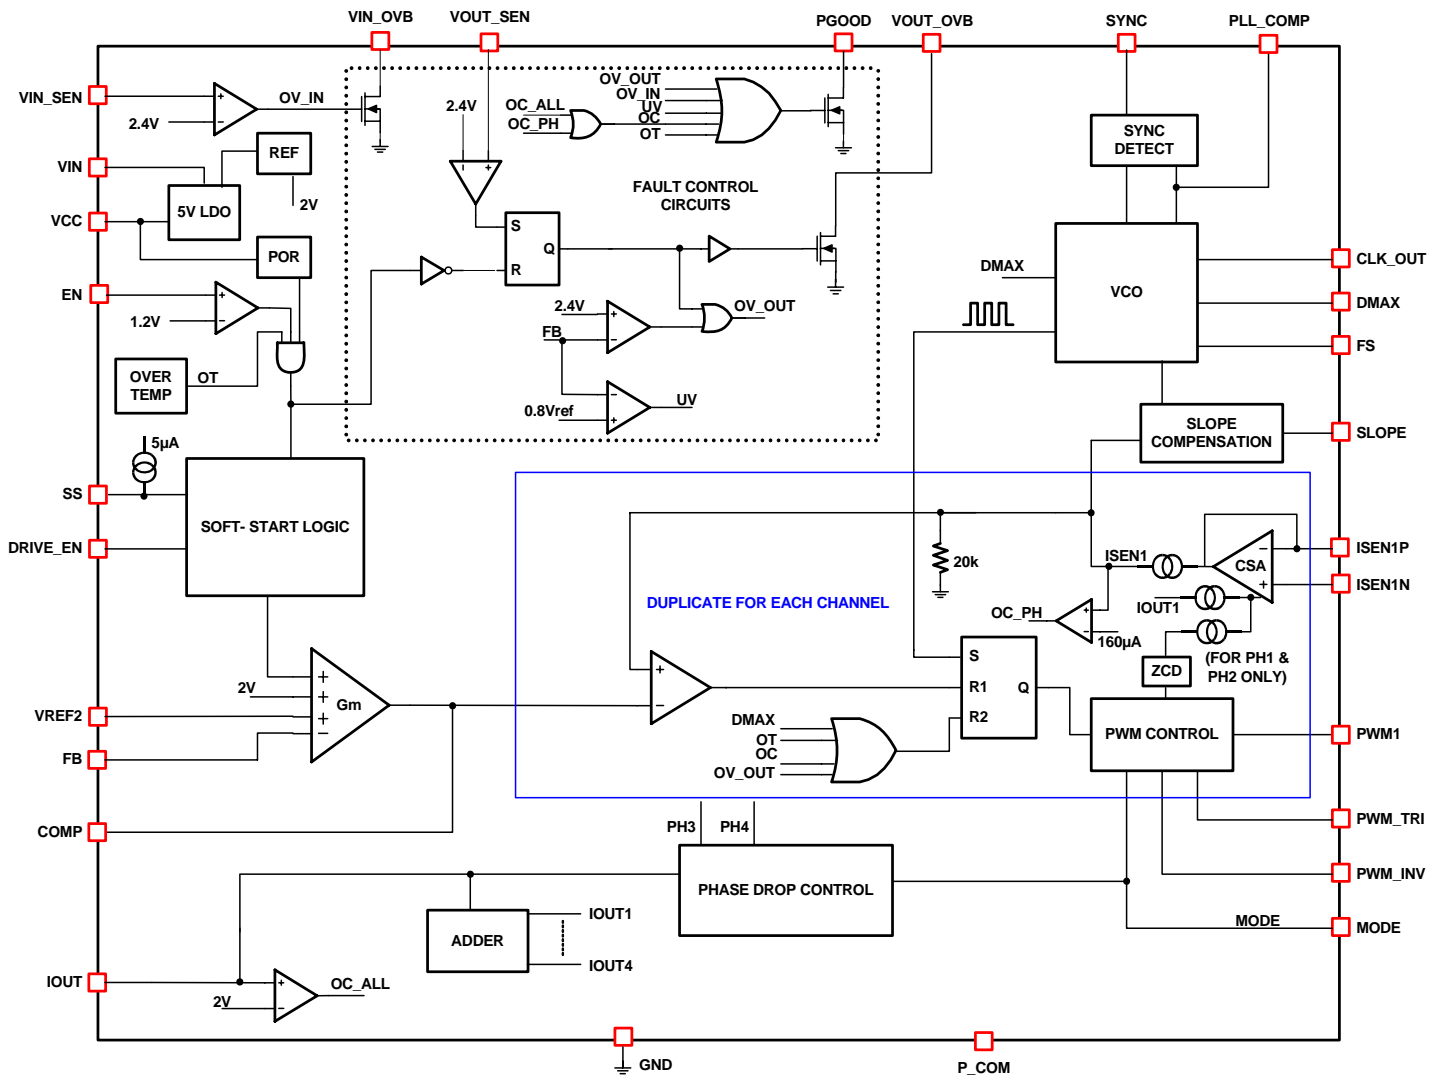 VIN_OVB
VOUT_SEN
PGOOD
VOUT_OVB
SYNC
PLL_COMP
VIN_SEN
+
−
2.4V
OV_IN
2.4V
OC_ALL
OC_PH
OV_OUT
OV_IN
UV
OC
OT
SYNC
DETECT
VIN
REF
2V
5V LDO
VCC
POR
FAULT CONTROL
CIRCUITS
−
+
S
Q
R
EN
+
−
1.2V
OVER
TEMP
OT
2.4V
+
FB
−
OV_OUT
−
0.8Vref
+
UV
DMAX
VCO
CLK_OUT
DMAX
FS
SLOPE
COMPENSATION
SLOPE
5µA
SS
SOFT- START LOGIC
DRIVE_EN
20k
ISEN1
CSA
−
+
ISEN1P
ISEN1N
IOUT1
DUPLICATE FOR EACH CHANNEL
OC_PH
+
−
160µA
ZCD
(FOR PH1 &
PH2 ONLY)
+
−
S
R1
Q
R2
2V
+
+
+
−
Gm
VREF2
FB
DMAX
OT
OC
OV_OUT
PWM CONTROL
PWM1
COMP
PH3
PH4
PWM_TRI
PHASE DROP CONTROL
PWM_INV
ADDER
IOUT1
IOUT4
MODE
MODE
IOUT
+
−
2V
OC_ALL
GND
P_COM